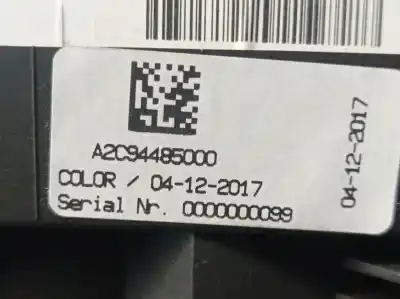 A2C94485000
COLOR / 04-12-2017
Serial Nr. 0000000099
04-12-2017